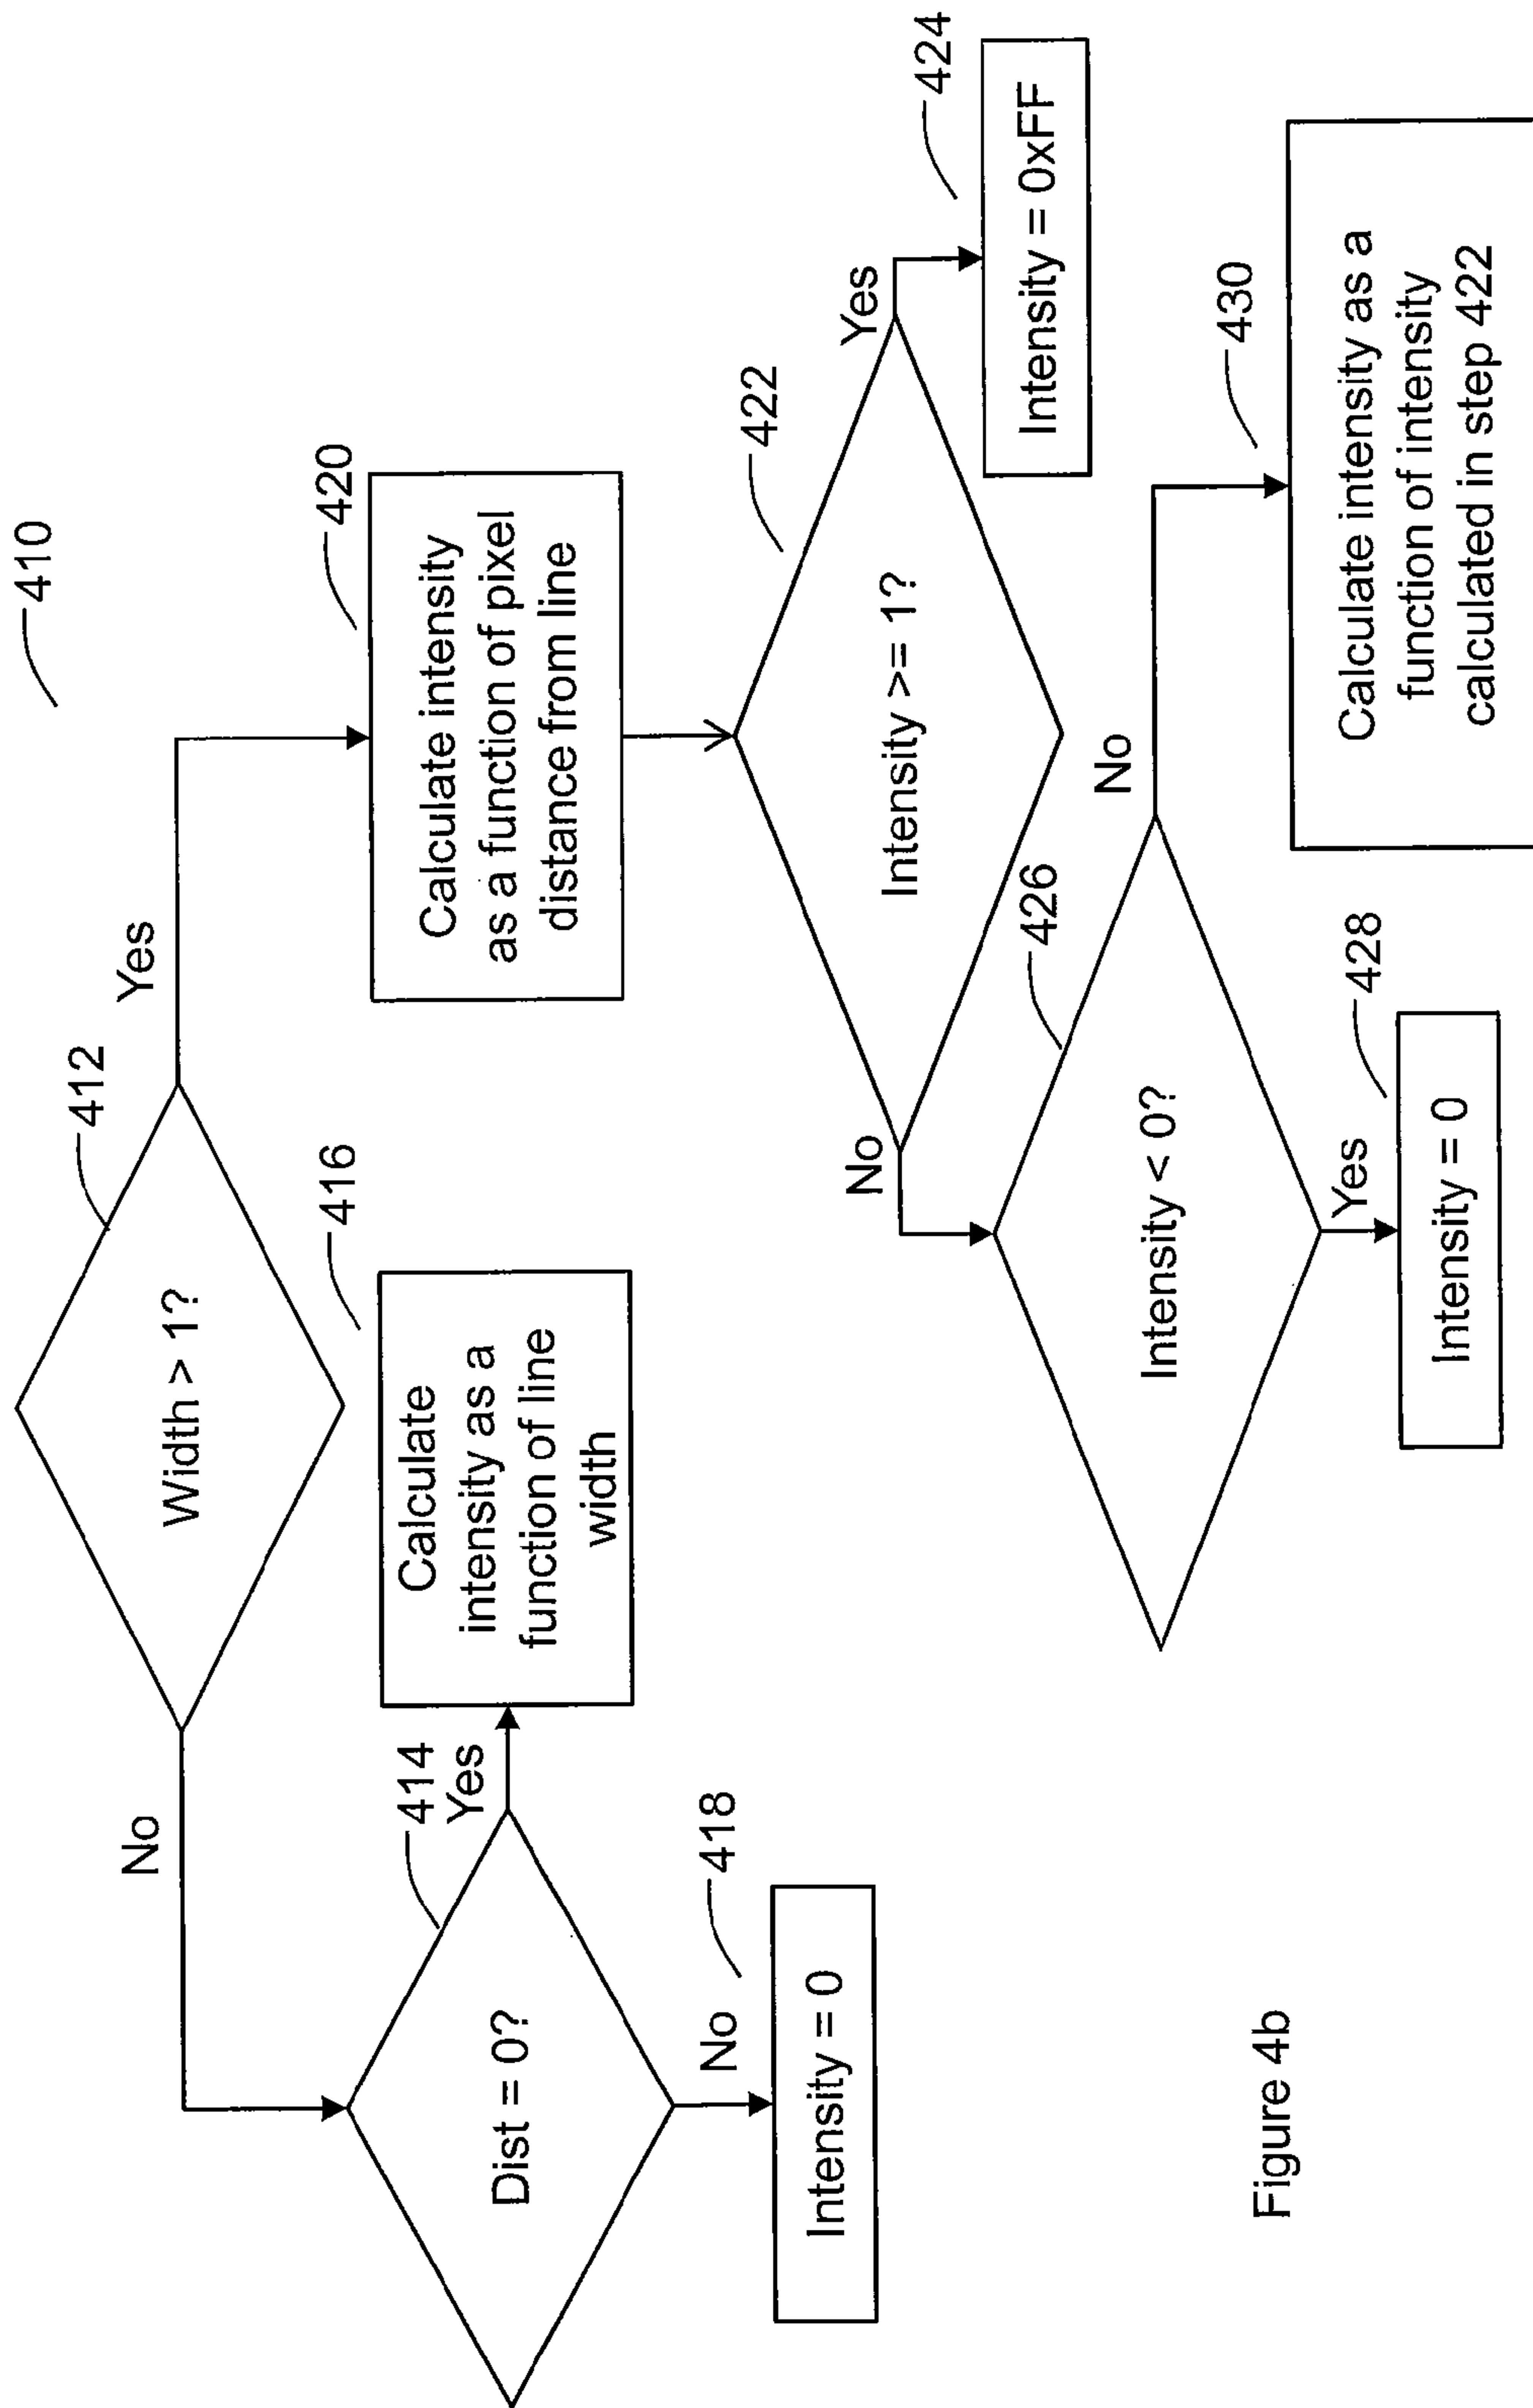 410
412
Width > 1?
Yes
No
420
Calculate intensity
as a function of pixel
distance from line
416
Calculate
intensity as a
function of line
width
414
Yes
Dist = 0?
No
418
Intensity = 0
422
Intensity >= 1?
Yes
424
Intensity = 0xFF
No
426
Intensity < 0?
No
430
Calculate intensity as a
function of intensity
calculated in step 422
Yes
428
Intensity = 0
Figure 4b